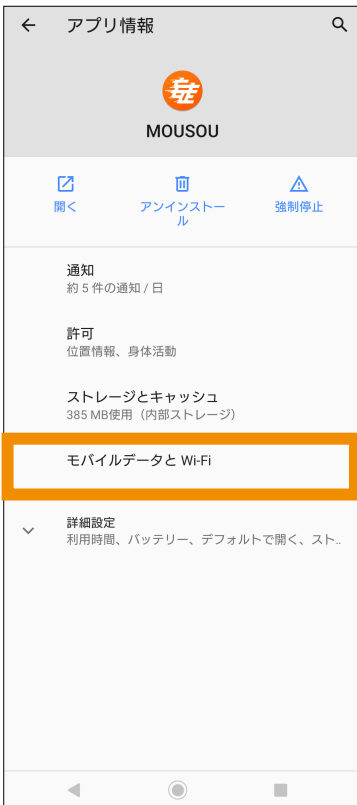 アプリ情報
MOUSOU
開く
アンインストー
ル
強制停止
通知
約 5 件の通知 / 日
許可
位置情報、身体活動
ストレージとキャッシュ
385 MB使用（内部ストレージ）
モバイルデータと Wi-Fi
詳細設定
利用時間、バッテリー、デフォルトで開く、スト..